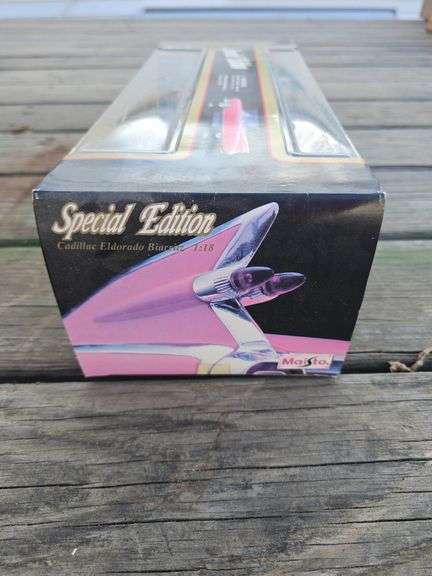 Special Edition
Cadillac Eldorado Biarritz 1:18
Maisto